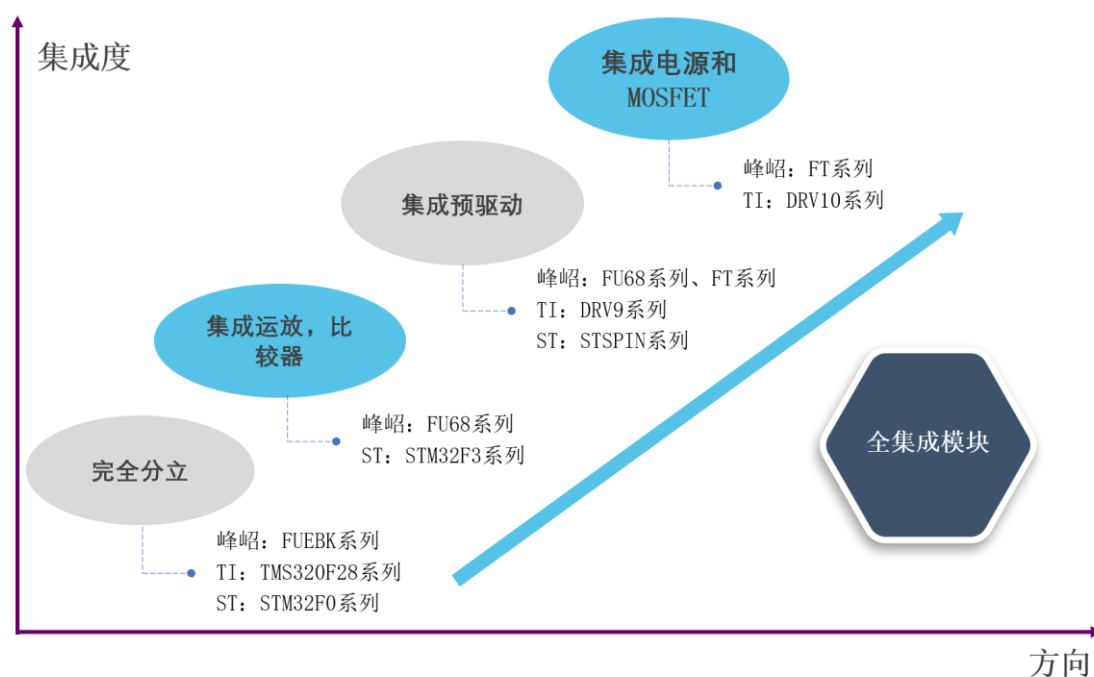 集成度
集成电源和
MOSFET
峰岹: FT系列
TI: DRV10系列
集成预驱动
峰岹: FU68系列、FT系列
TI: DRV9系列
ST: STSPIN系列
集成运放，比
较器
峰岹: FU68系列
ST: STM32F3系列
完全分立
峰岹: FUEBK系列
TI: TMS320F28系列
ST: STM32F0系列
全集成模块
方向